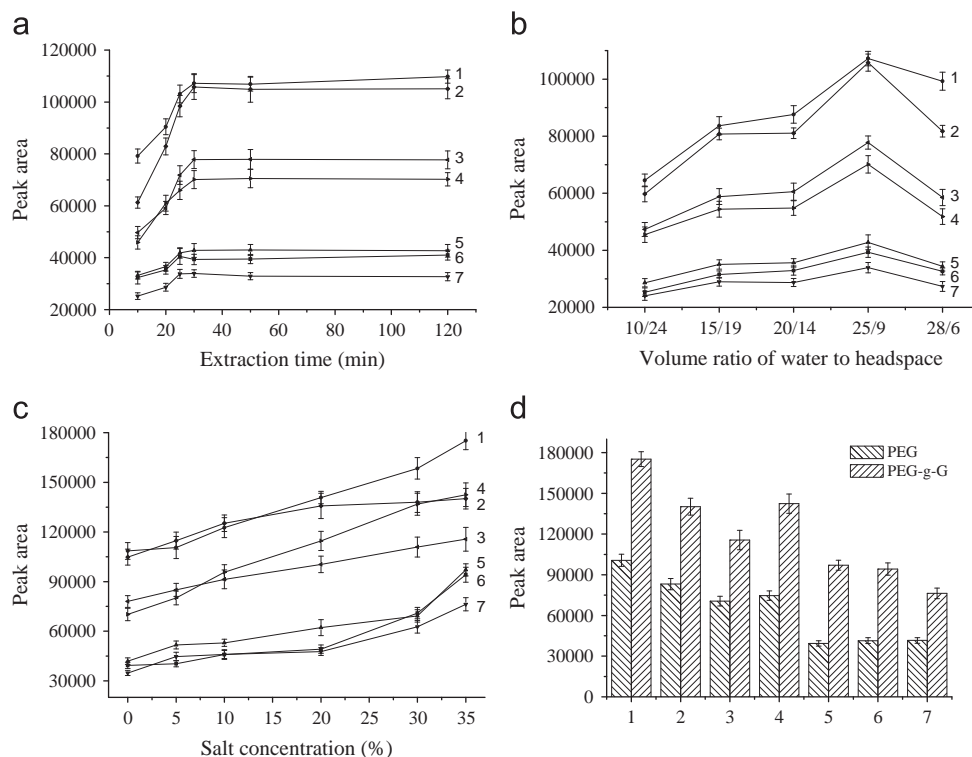 a
120000
100000
80000
60000
40000
20000
Peak area
0 20 40 60 80 100 120
Extraction time (min)
1
2
3
4
5
6
7
b
100000
80000
60000
40000
20000
Peak area
10/24 15/19 20/14 25/9 28/6
Volume ratio of water to headspace
1
2
3
4
5
6
7
c
180000
150000
120000
90000
60000
30000
Peak area
0 5 10 15 20 25 30 35
Salt concentration (%)
1
4
2
3
5
6
7
d
180000
150000
120000
90000
60000
30000
0
Peak area
PEG
PEG-g-G
1 2 3 4 5 6 7